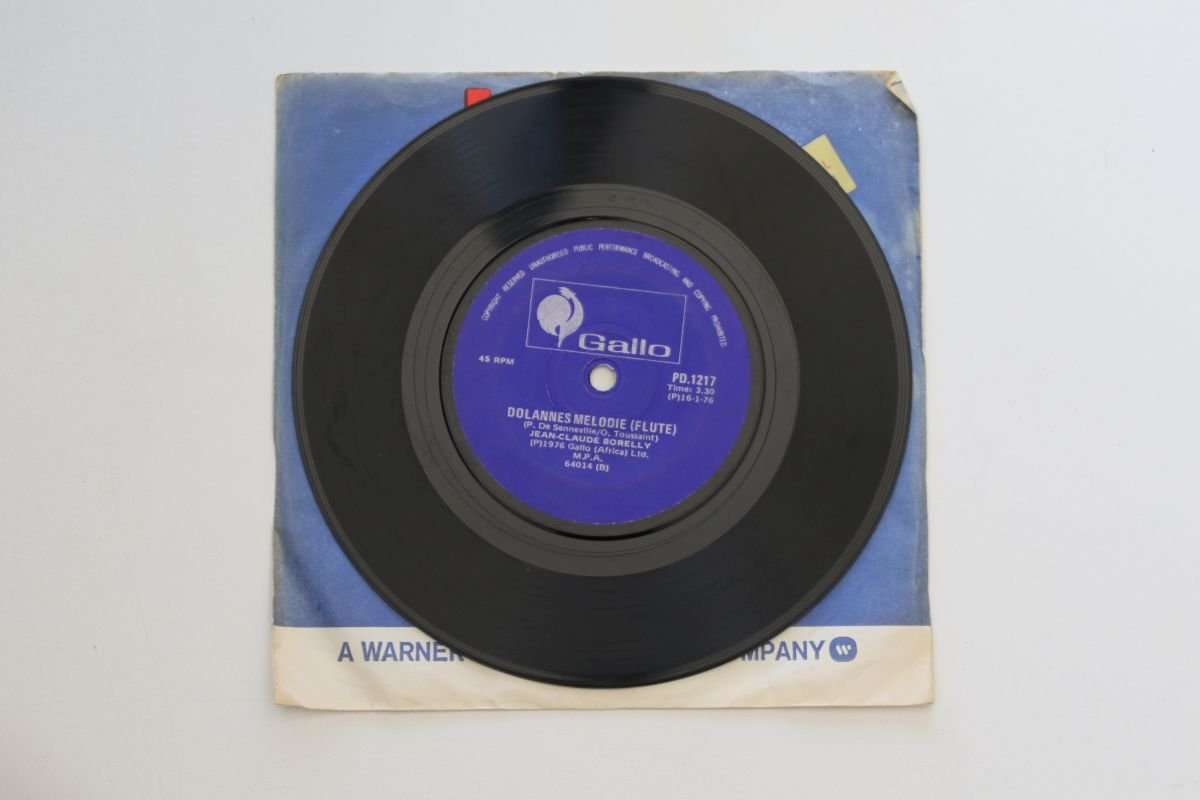 COPYRIGHT RESERVED UNAUTHORISED PUBLIC PERFORMANCE BROADCASTING AND COPYING PROHIBITED.
Gallo
45 RPM
PD.1217
Time: 3.30
(P)16-1-76
DOLANNES MELODIE (FLUTE)
(P. De Senneville/O. Toussaint)
JEAN-CLAUDE BORELLY
(P)1976 Gallo (Africa) Ltd.
M.P.A.
64014 (B)
A WARNER MPANY